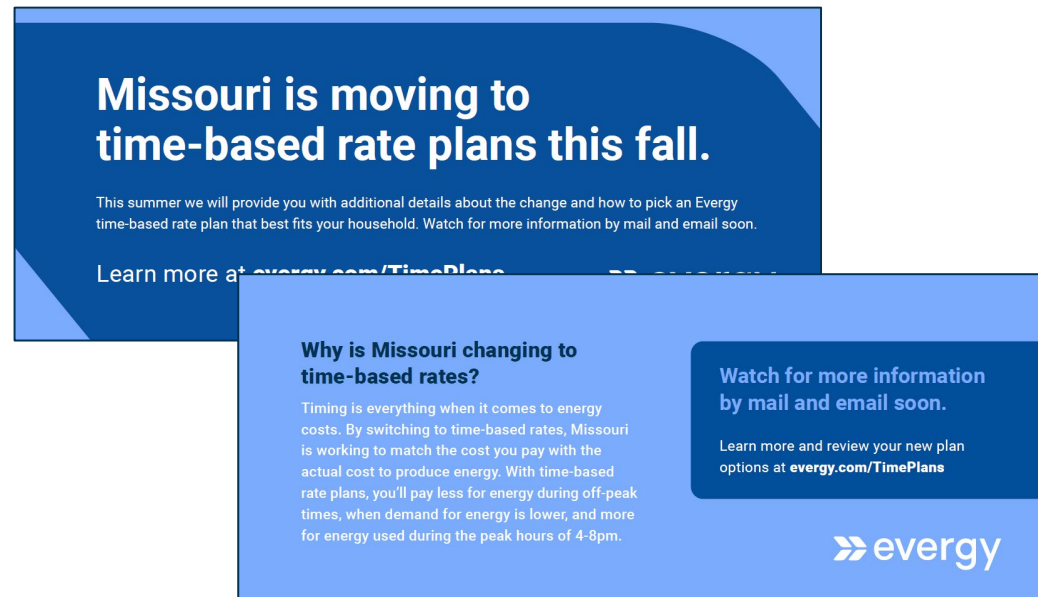 Missouri is moving to
time-based rate plans this fall.
This summer we will provide you with additional details about the change and how to pick an Evergy
time-based rate plan that best fits your household. Watch for more information by mail and email soon.
Learn more at evergy.com/TimePlans
evergy
Why is Missouri changing to
time-based rates?
Timing is everything when it comes to energy
costs. By switching to time-based rates, Missouri
is working to match the cost you pay with the
actual cost to produce energy. With time-based
rate plans, you’ll pay less for energy during off-peak
times, when demand for energy is lower, and more
for energy used during the peak hours of 4-8pm.
Watch for more information
by mail and email soon.
Learn more and review your new plan
options at evergy.com/TimePlans
evergy